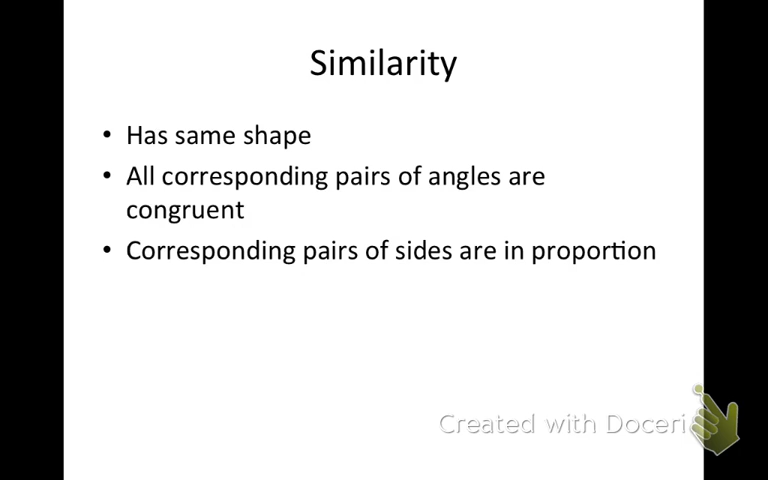 Similarity
• Has same shape
• All corresponding pairs of angles are
congruent
• Corresponding pairs of sides are in proportion
Created with Doceri